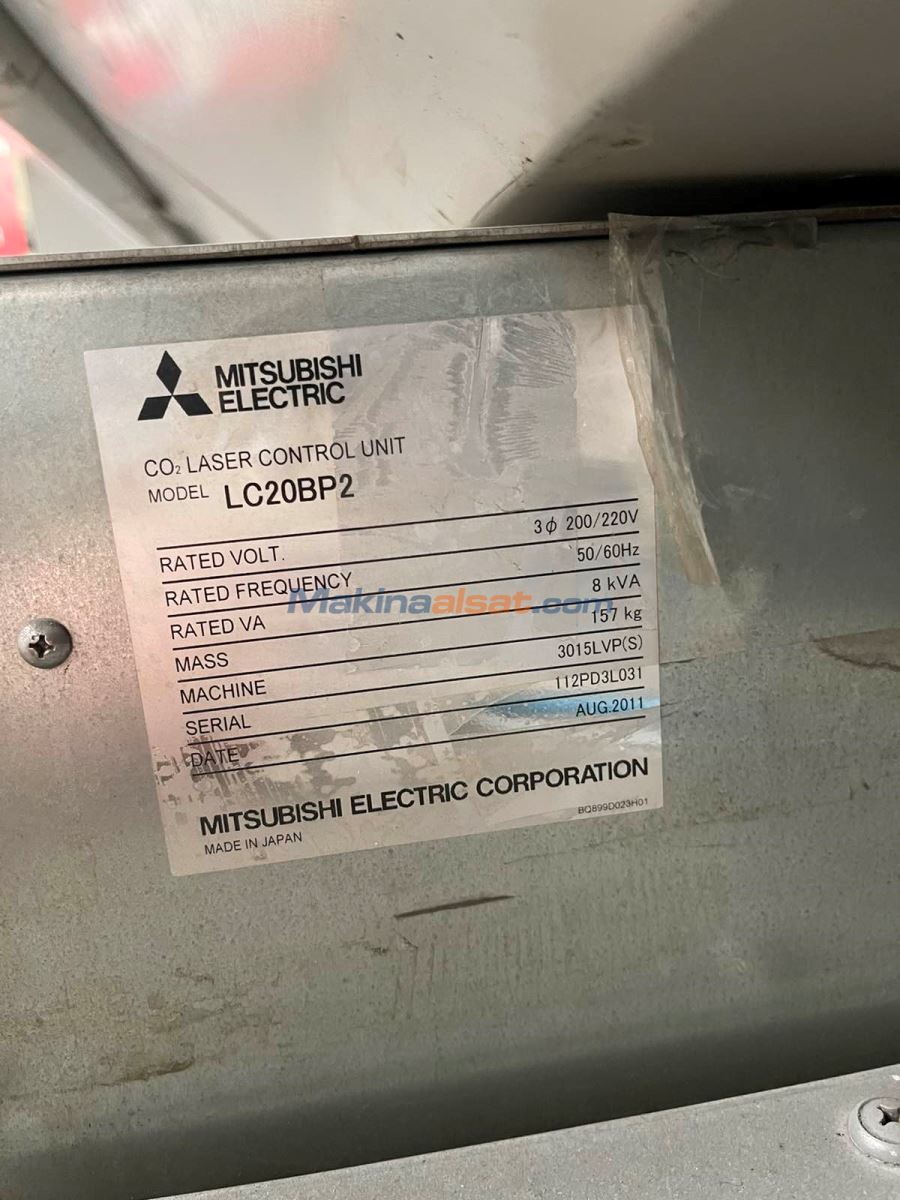 MITSUBISHI
ELECTRIC
CO₂ LASER CONTROL UNIT
MODEL LC20BP2
RATED VOLT. 3φ 200/220V
RATED FREQUENCY 50/60Hz
RATED VA 8 kVA
MASS 157 kg
MACHINE 3015LVP(S)
SERIAL 112PD3L031
DATE AUG.2011
MITSUBISHI ELECTRIC CORPORATION
MADE IN JAPAN BQ899D023H01
Makinaalsat.com